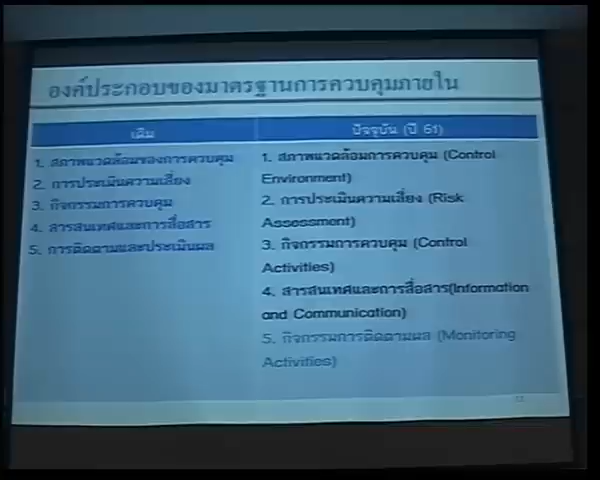 องค์ประกอบของมาตรฐานการควบคุมภายใน
เดิม
1. สภาพแวดล้อมของการควบคุม
2. การประเมินความเสี่ยง
3. กิจกรรมการควบคุม
4. สารสนเทศและการสื่อสาร
5. การติดตามและประเมินผล
ปัจจุบัน (ปี 61)
1. สภาพแวดล้อมการควบคุม (Control
Environment)
2. การประเมินความเสี่ยง (Risk
Assessment)
3. กิจกรรมการควบคุม (Control
Activities)
4. สารสนเทศและการสื่อสาร(Information
and Communication)
5. กิจกรรมการติดตามผล (Monitoring
Activities)